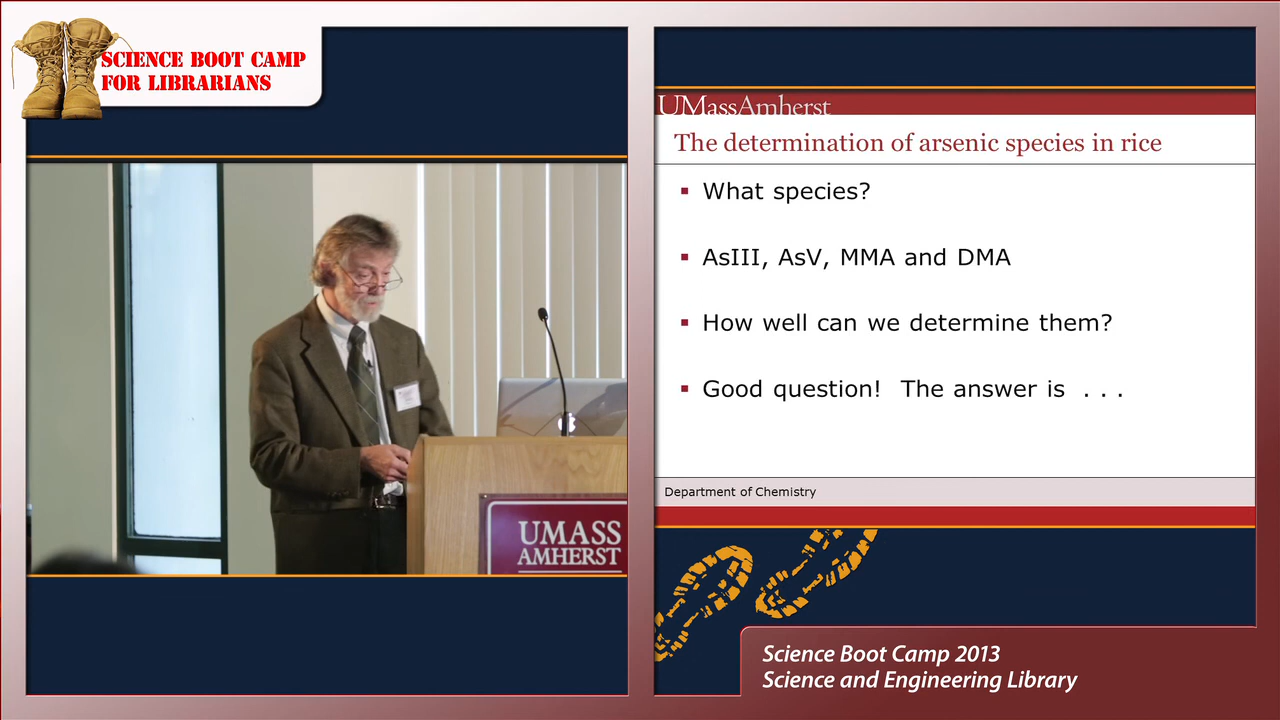 SCIENCE BOOT CAMP
FOR LIBRARIANS
UMASS
AMHERST
UMassAmherst
The determination of arsenic species in rice
▪ What species?
▪ AsIII, AsV, MMA and DMA
▪ How well can we determine them?
▪ Good question! The answer is . . .
Department of Chemistry
Science Boot Camp 2013
Science and Engineering Library